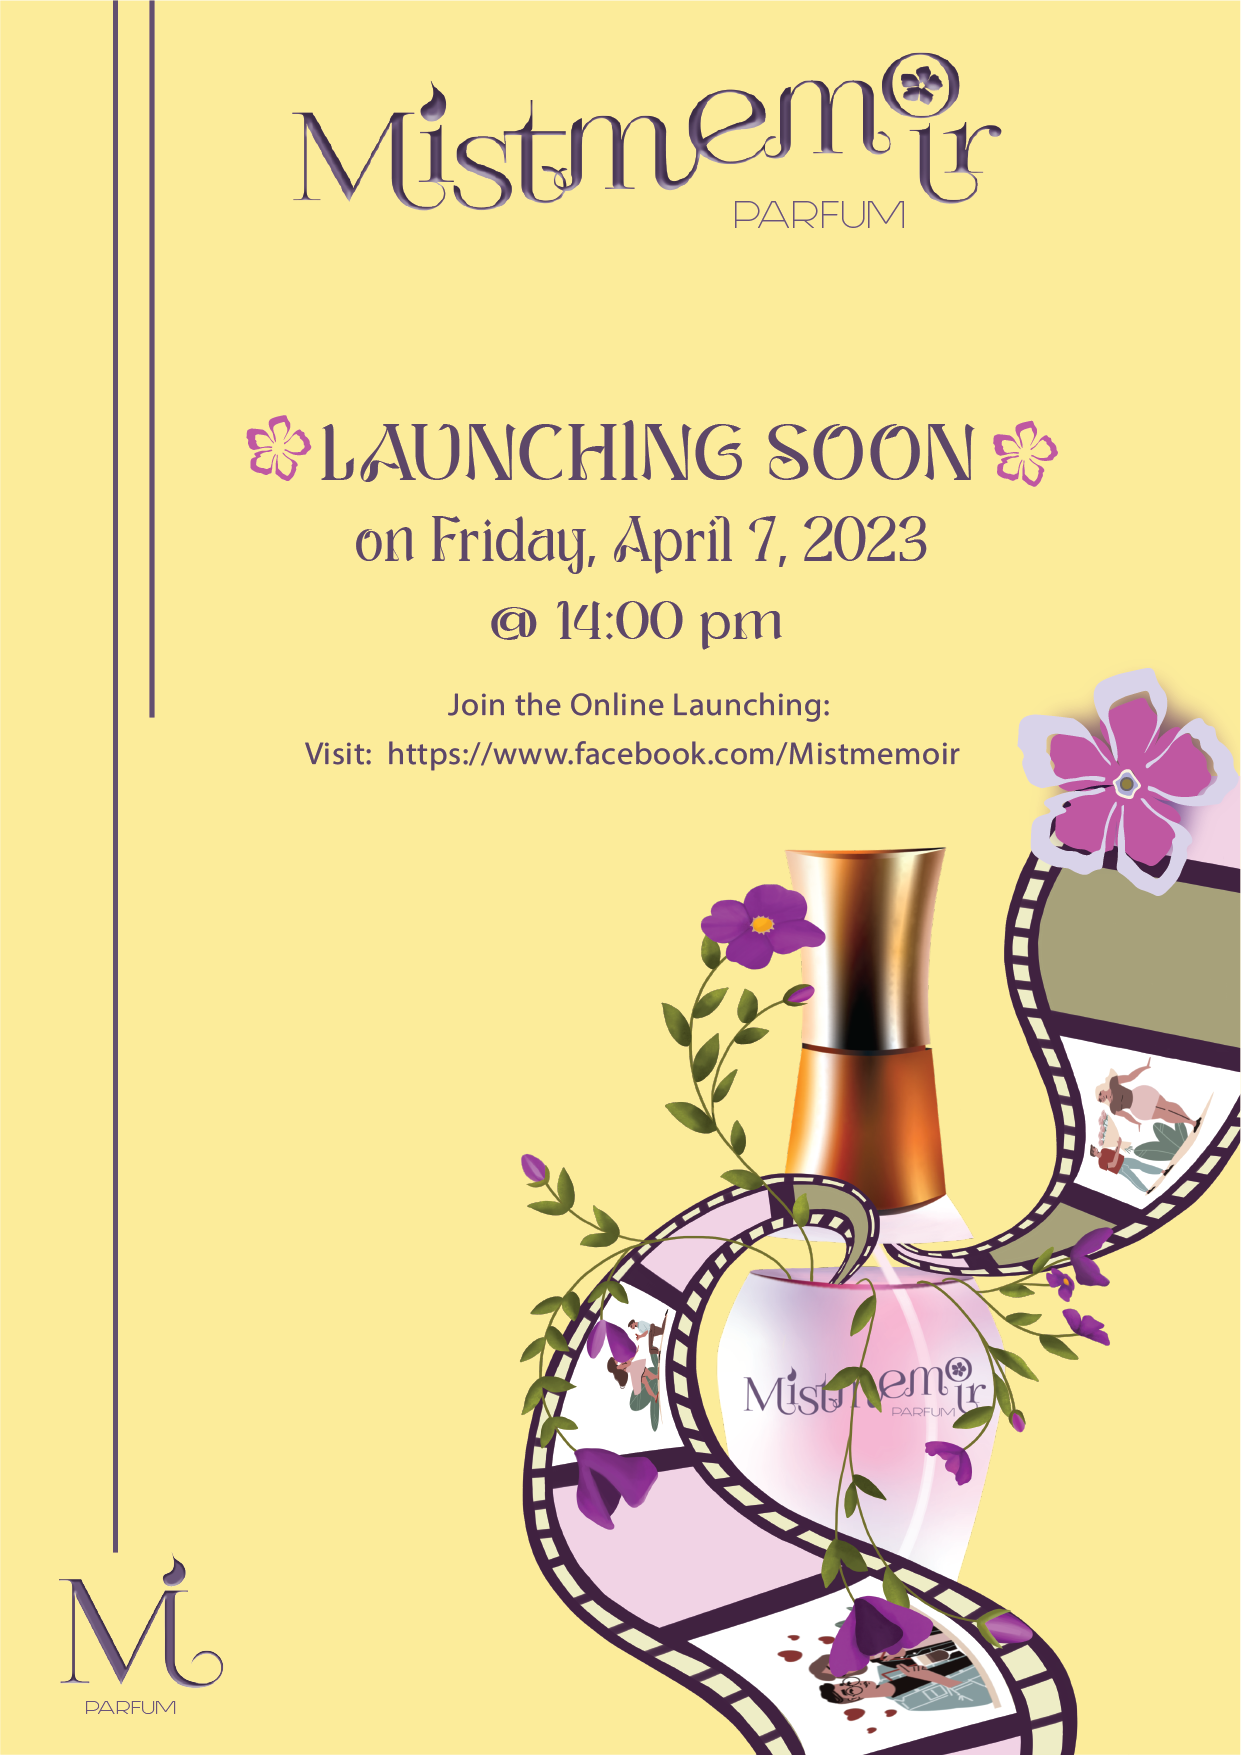 Mistmemoir
PARFUM
LAUNCHING SOON
on Friday, April 7, 2023
@ 14:00 pm
Join the Online Launching:
Visit: https://www.facebook.com/Mistmemoir
Mistmemoir
PARFUM
Mi
PARFUM